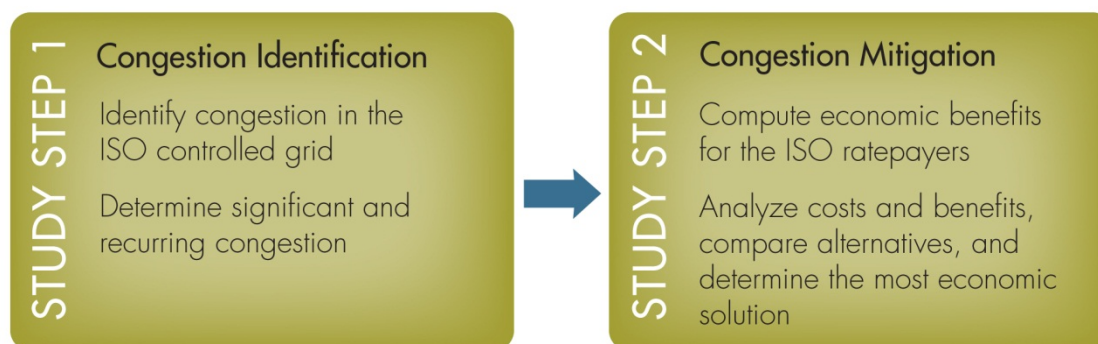 STUDY STEP 1
Congestion Identification
Identify congestion in the
ISO controlled grid
Determine significant and
recurring congestion
STUDY STEP 2
Congestion Mitigation
Compute economic benefits
for the ISO ratepayers
Analyze costs and benefits,
compare alternatives, and
determine the most economic
solution